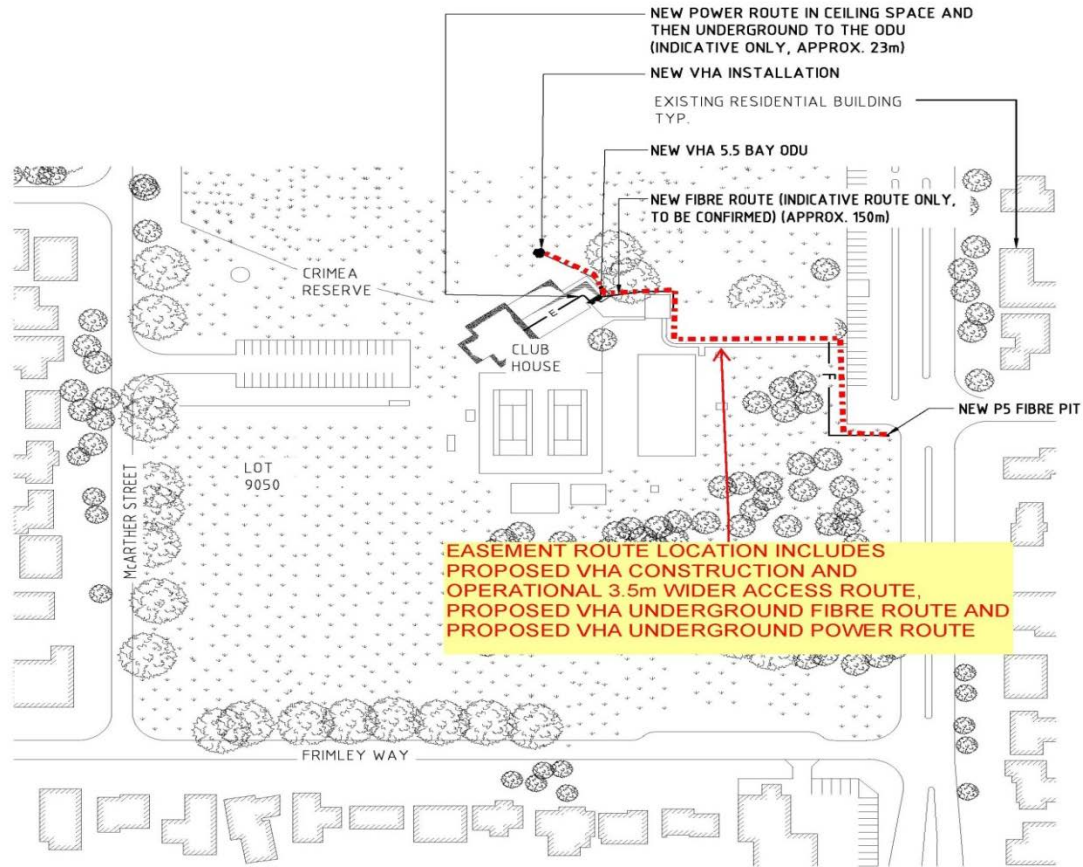 NEW POWER ROUTE IN CEILING SPACE AND
THEN UNDERGROUND TO THE ODU
(INDICATIVE ONLY, APPROX. 23m)
NEW VHA INSTALLATION
EXISTING RESIDENTIAL BUILDING
TYP.
NEW VHA 5.5 BAY ODU
NEW FIBRE ROUTE (INDICATIVE ROUTE ONLY,
TO BE CONFIRMED) (APPROX. 150m)
CRIMEA
RESERVE
E
CLUB
HOUSE
F
NEW P5 FIBRE PIT
LOT
9050
McARTHER STREET
EASEMENT ROUTE LOCATION INCLUDES
PROPOSED VHA CONSTRUCTION AND
OPERATIONAL 3.5m WIDER ACCESS ROUTE,
PROPOSED VHA UNDERGROUND FIBRE ROUTE AND
PROPOSED VHA UNDERGROUND POWER ROUTE
FRIMLEY WAY